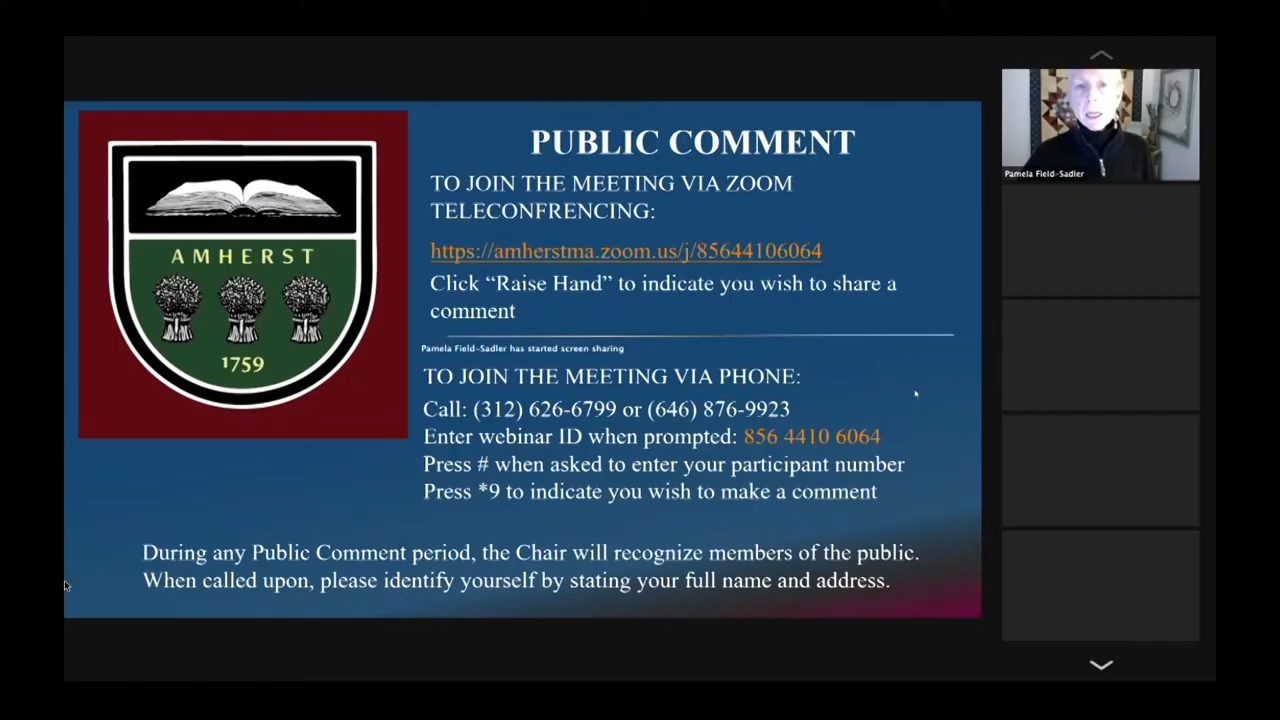 AMHERST
1759
PUBLIC COMMENT
TO JOIN THE MEETING VIA ZOOM
TELECONFRENCING:
https://amherstma.zoom.us/j/85644106064
Click “Raise Hand” to indicate you wish to share a
comment
Pamela Field-Sadler has started screen sharing
TO JOIN THE MEETING VIA PHONE:
Call: (312) 626-6799 or (646) 876-9923
Enter webinar ID when prompted: 856 4410 6064
Press # when asked to enter your participant number
Press *9 to indicate you wish to make a comment
During any Public Comment period, the Chair will recognize members of the public.
When called upon, please identify yourself by stating your full name and address.
Pamela Field-Sadler